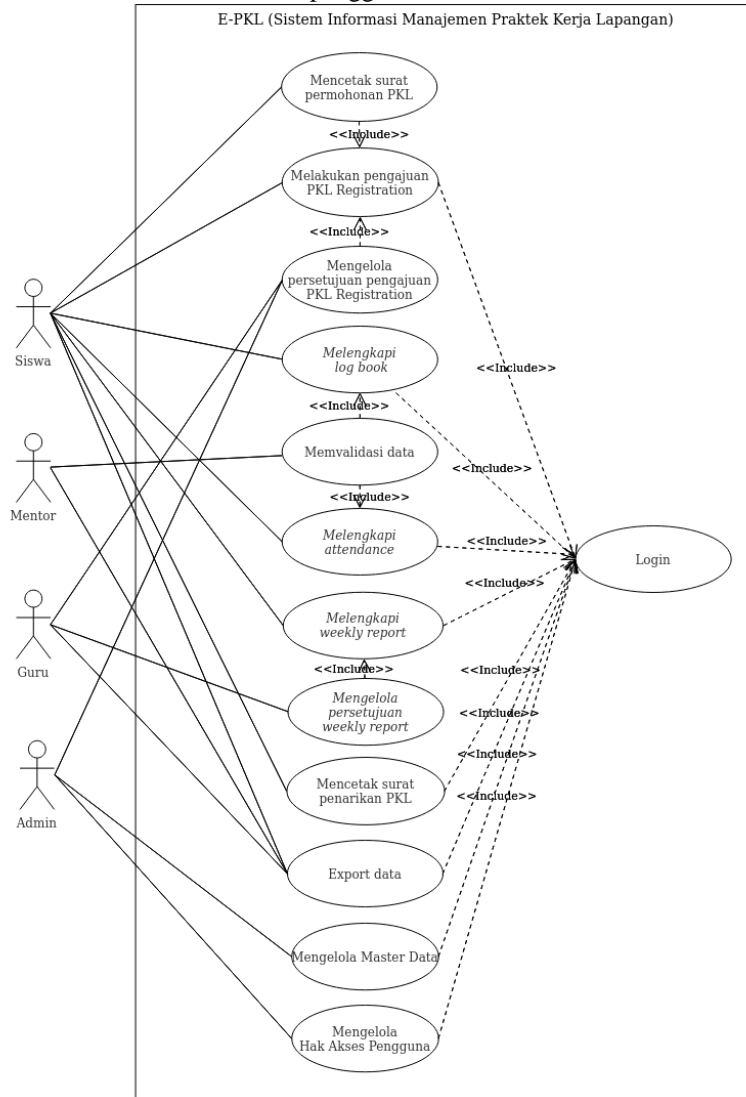 E-PKL (Sistem Informasi Manajemen Praktek Kerja Lapangan)
Mencetak surat
permohonan PKL
<<Include>>
Melakukan pengajuan
PKL Registration
<<Include>>
Mengelola
persetujuan pengajuan
PKL Registration
Siswa
Melengkapi
log book
<<Include>>
<<Include>>
Memvalidasi data
<<Include>>
Mentor
<<Include>>
Melengkapi
attendance
<<Include>>
Login
<<Include>>
Melengkapi
weekly report
<<Include>>
<<Include>>
Guru
Mengelola
persetujuan
weekly report
<<Include>>
<<Include>>
Mencetak surat
penarikan PKL
<<Include>>
Admin
Export data
Mengelola Master Data
Mengelola
Hak Akses Pengguna